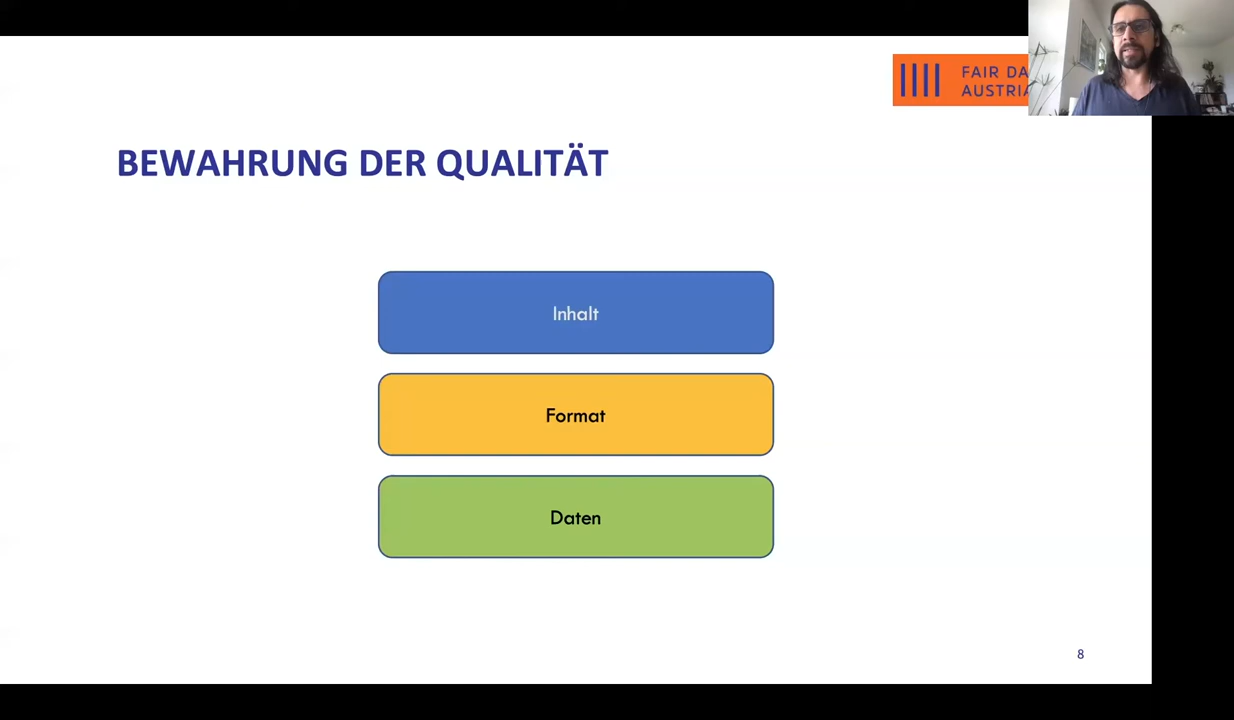 FAIR DA
AUSTRIA
BEWAHRUNG DER QUALITÄT
Inhalt
Format
Daten
8